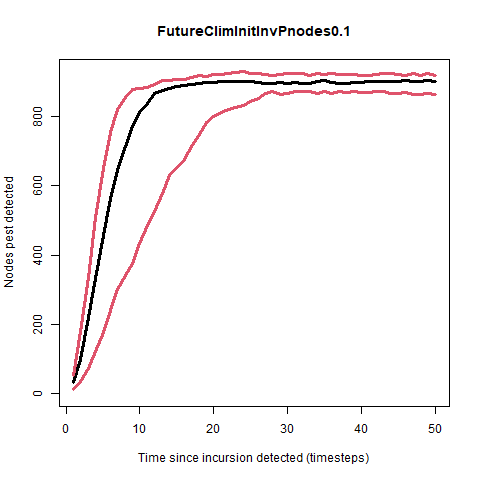 FutureClimInitInvPnodes0.1
Nodes pest detected
800
600
400
200
0
0 10 20 30 40 50
Time since incursion detected (timesteps)